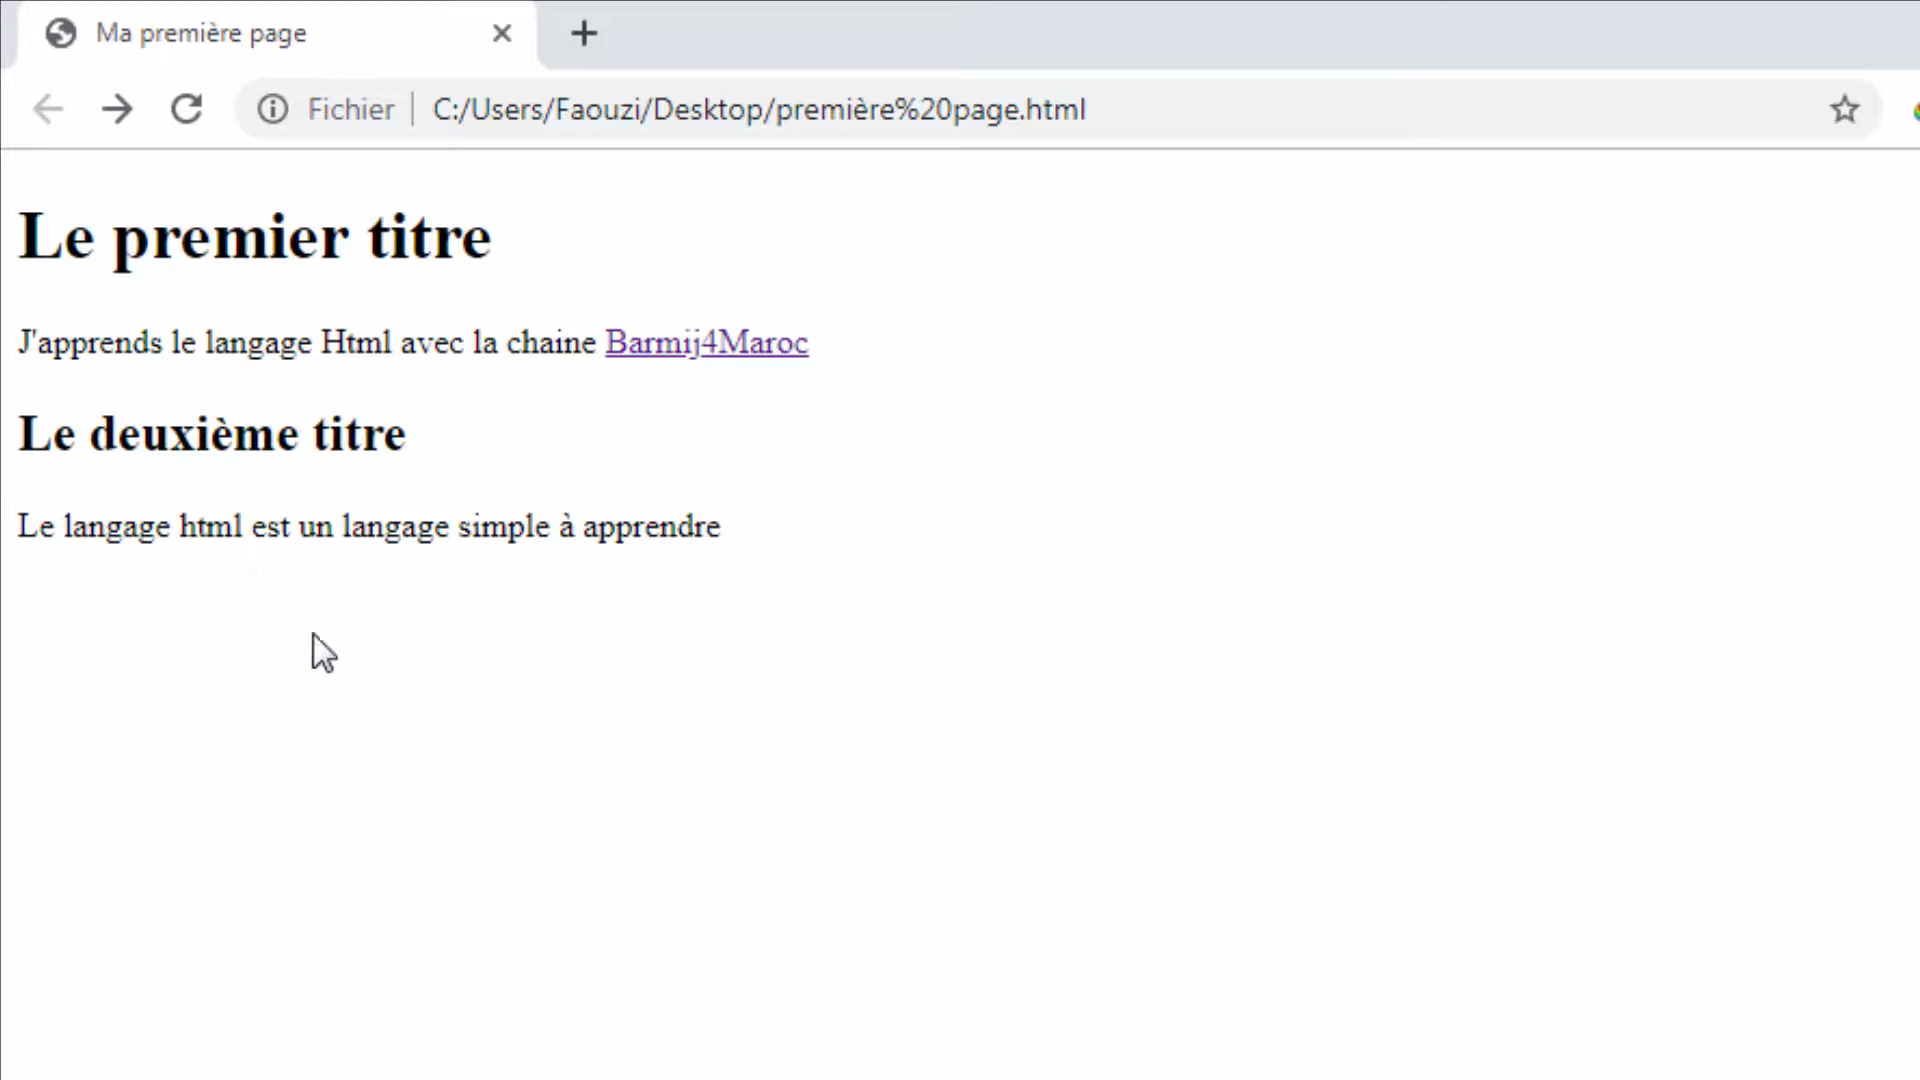 Ma première page
Fichier | C:/Users/Faouzi/Desktop/première%20page.html
Le premier titre
J'apprends le langage Html avec la chaine Barmij4Maroc
Le deuxième titre
Le langage html est un langage simple à apprendre